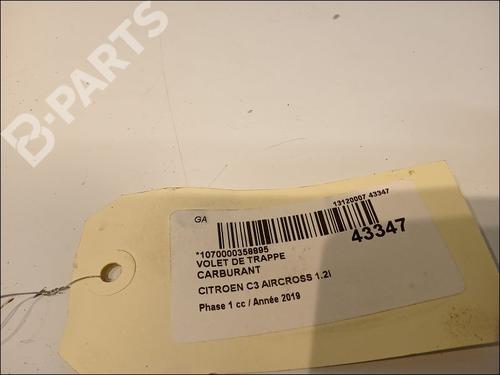 B-PARTS
GA
13120007 43347
43347
*1070000358895
VOLET DE TRAPPE
CARBURANT
CITROEN C3 AIRCROSS 1.2i
Phase 1 cc / Année 2019